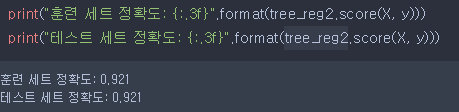 print("훈련 세트 정확도: {:.3f}".format(tree_reg2.score(X, y)))
print("테스트 세트 정확도: {:.3f}".format(tree_reg2.score(X, y)))
훈련 세트 정확도: 0.921
테스트 세트 정확도: 0.921